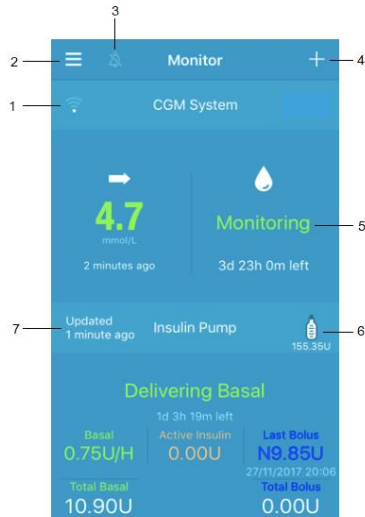 3
2
Monitor
4
1
CGM System
4.7
mmol/L
Monitoring
5
2 minutes ago
3d 23h 0m left
7
Updated
1 minute ago
Insulin Pump
155.35U
6
Delivering Basal
1d 3h 19m left
Basal
Active Insulin
Last Bolus
0.75U/H
0.00U
N9.85U
27/11/2017 20:06
Total Basal
Total Bolus
10.90U
0.00U